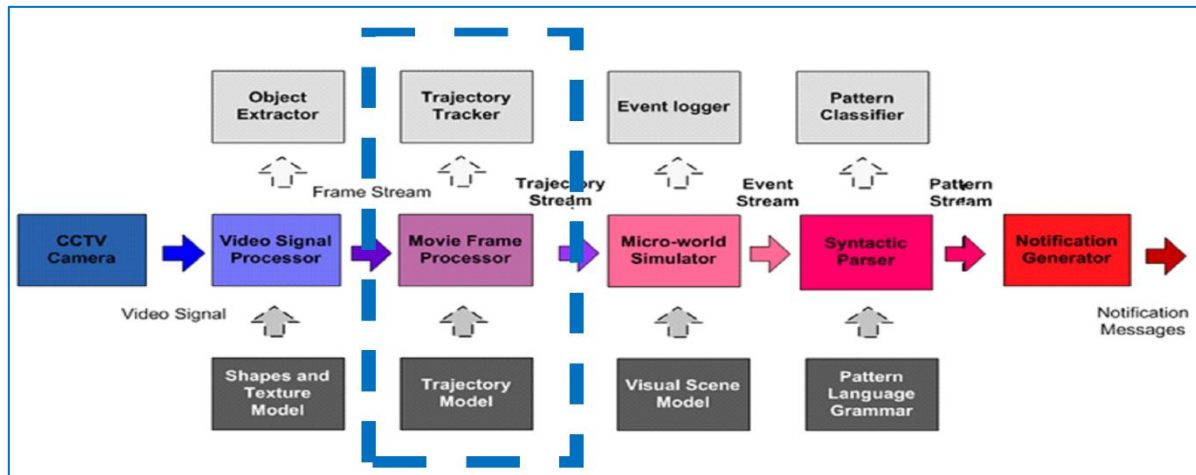 Object
Extractor
Trajectory
Tracker
Event logger
Pattern
Classifier
Frame Stream
Trajectory
Stream
Event
Stream
Pattern
Stream
CCTV
Camera
Video Signal
Processor
Movie Frame
Processor
Micro-world
Simulator
Syntactic
Parser
Notification
Generator
Video Signal
Notification
Messages
Shapes and
Texture
Model
Trajectory
Model
Visual Scene
Model
Pattern
Language
Grammar